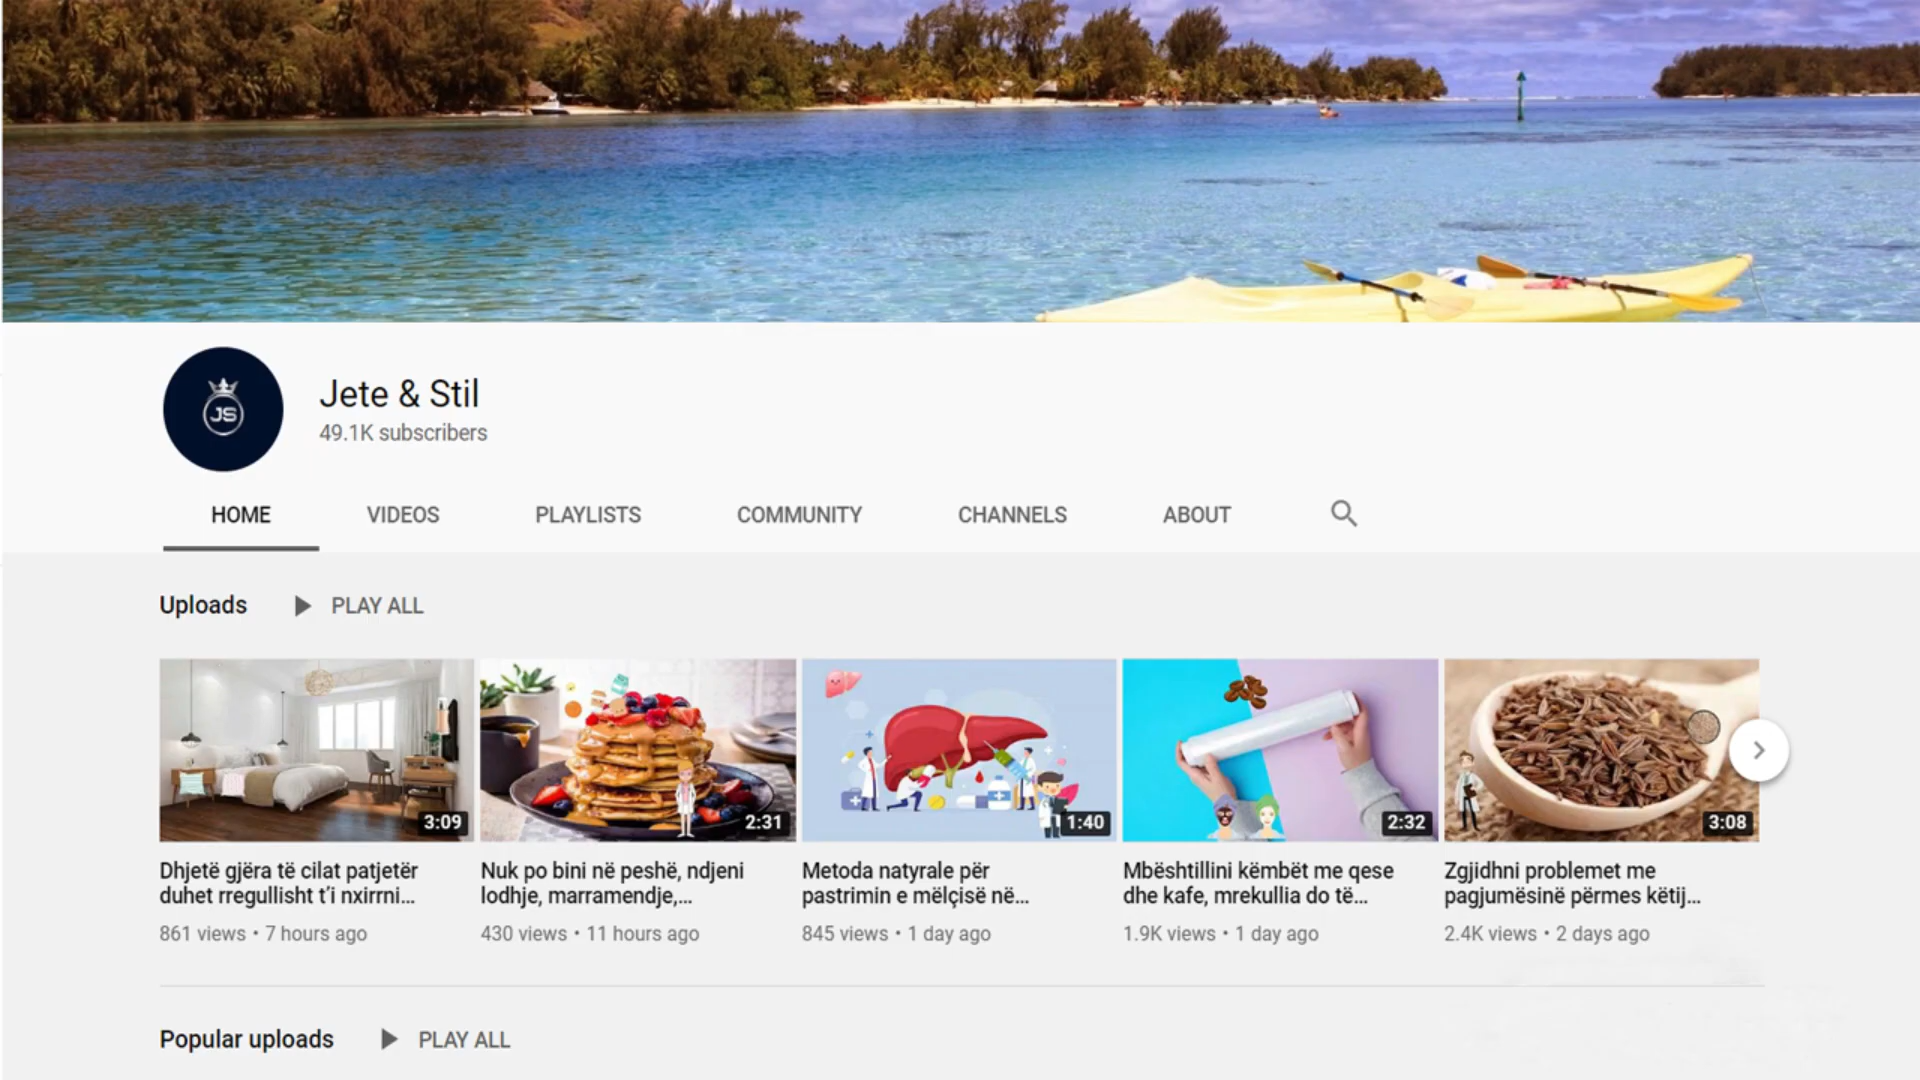 JS
Jete & Stil
49.1K subscribers
HOME
VIDEOS
PLAYLISTS
COMMUNITY
CHANNELS
ABOUT
Uploads
PLAY ALL
3:09
2:31
1:40
2:32
3:08
Dhjetë gjëra të cilat patjetër
duhet rregullisht t'i nxirrni...
861 views • 7 hours ago
Nuk po bini në peshë, ndjeni
lodhje, marramendje,...
430 views • 11 hours ago
Metoda natyrale për
pastrimin e mëlçisë në...
845 views • 1 day ago
Mbështillini këmbët me qese
dhe kafe, mrekullia do të...
1.9K views • 1 day ago
Zgjidhni problemet me
pagjumësinë përmes këtij...
2.4K views • 2 days ago
Popular uploads
PLAY ALL